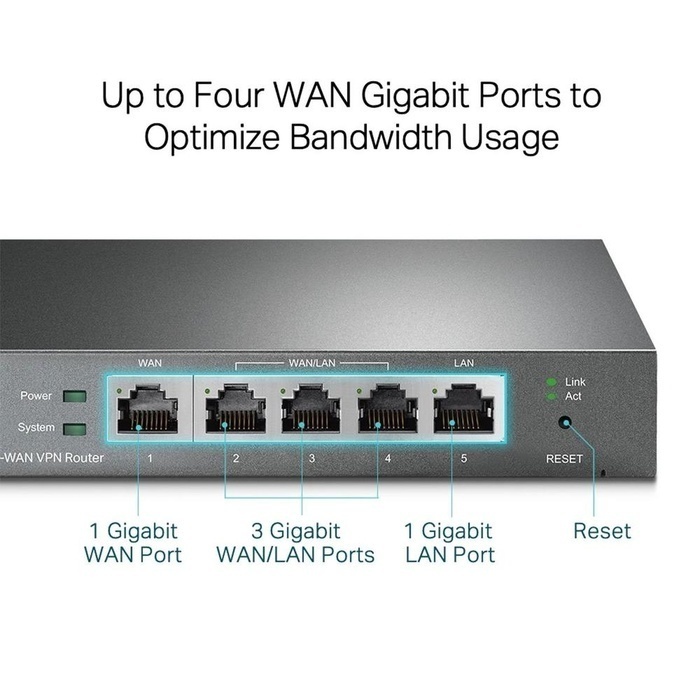 Up to Four WAN Gigabit Ports to
Optimize Bandwidth Usage
WAN
WAN/LAN
LAN
Power
System
Link
Act
-WAN VPN Router
1
2
3
4
5
RESET
1 Gigabit
WAN Port
3 Gigabit
WAN/LAN Ports
1 Gigabit
LAN Port
Reset